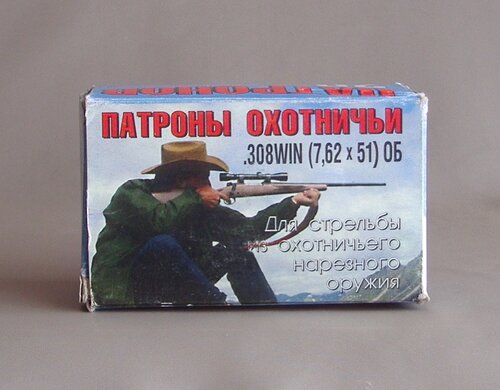 ПАТРОНЫ ОХОТНИЧЬИ
.308WIN (7,62 x 51) ОБ
Для стрельбы
из охотничьего
нарезного
оружия